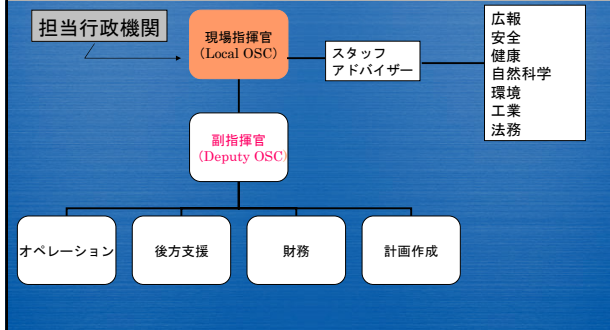 担当行政機関
現場指揮官
(Local OSC)
スタッフ
アドバイザー
広報
安全
健康
自然科学
環境
工業
法務
副指揮官
(Deputy OSC)
オペレーション
後方支援
財務
計画作成